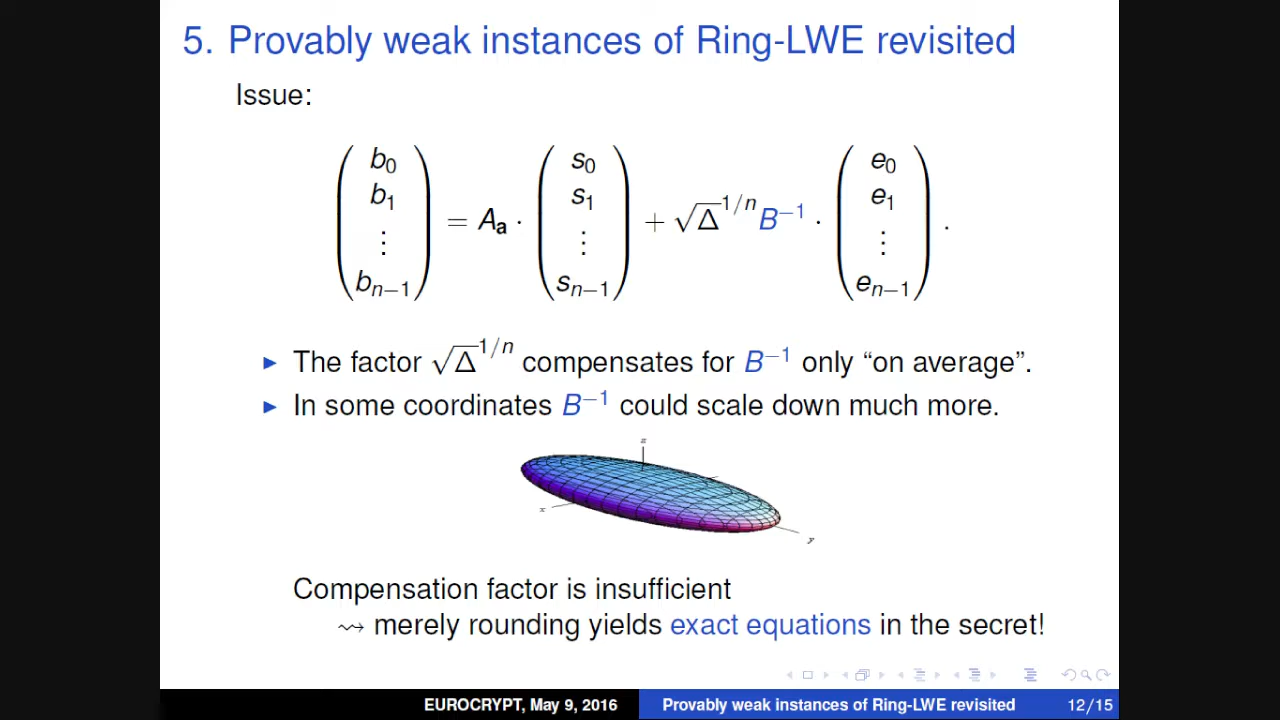 5. Provably weak instances of Ring-LWE revisited
Issue:
(b₀ b₁ ⋮ bₙ₋₁) = Aₐ · (s₀ s₁ ⋮ sₙ₋₁) + √Δ^{1/n} B⁻¹ · (e₀ e₁ ⋮ eₙ₋₁).
▶ The factor √Δ^{1/n} compensates for B⁻¹ only “on average”.
▶ In some coordinates B⁻¹ could scale down much more.
z
x
y
Compensation factor is insufficient
⇝ merely rounding yields exact equations in the secret!
EUROCRYPT, May 9, 2016 Provably weak instances of Ring-LWE revisited 12/15